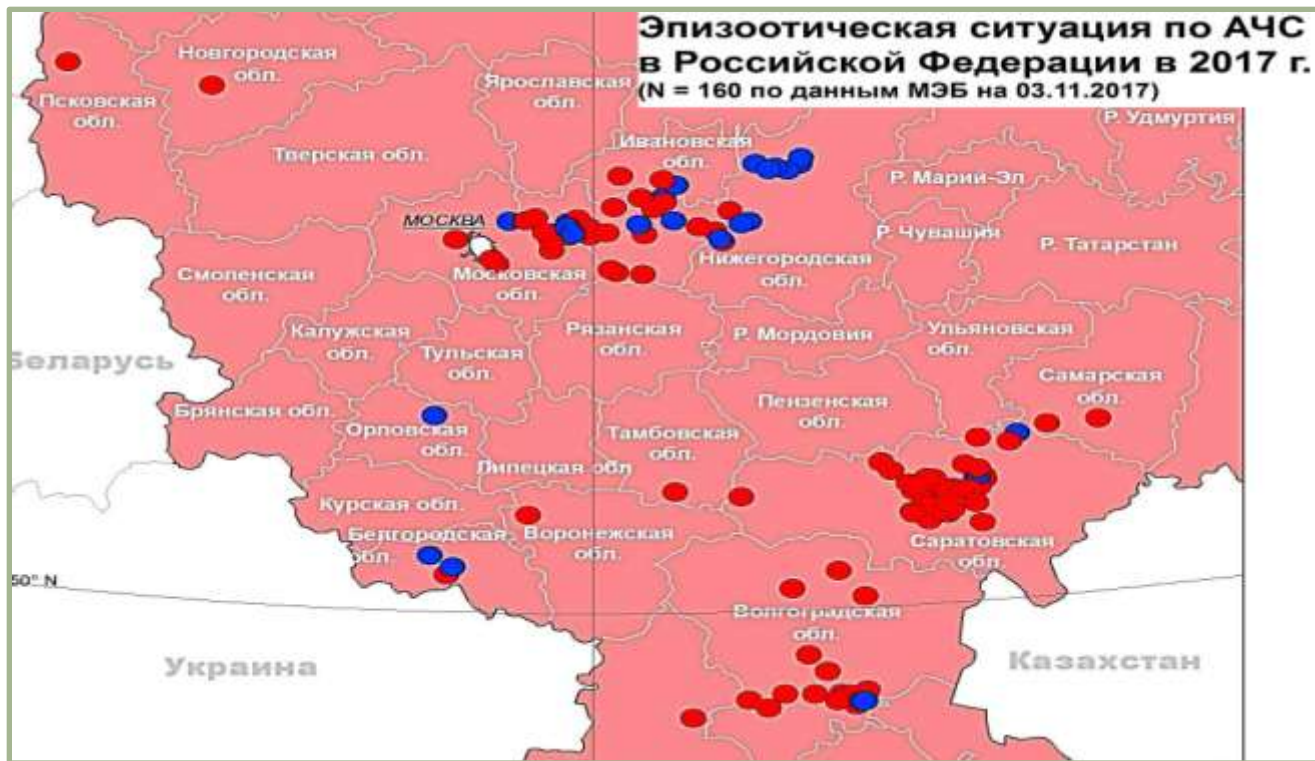 Эпизоотическая ситуация по АЧС
в Российской Федерации в 2017 г.
(N = 160 по данным МЭБ на 03.11.2017)
Новгородская
обл.
Псковская
обл.
Ярославская
обл.
Р. Удмуртия
Тверская обл.
Ивановская
обл.
Р. Марий-Эл
МОСКВА
Р. Чувашия
Р. Татарстан
Смоленская
обл.
Московская
обл.
Нижегородская
обл.
Калужская
обл.
Тульская
обл.
Рязанская
обл.
Р. Мордовия
Ульяновская
обл.
Беларусь
Самарская
обл.
Брянская обл.
Орловская
обл.
Пензенская
обл.
Тамбовская
обл.
Липецкая обл
Курская обл.
Белгородская
обл.
Воронежская
обл.
Саратовская
обл.
50° N
Волгоградская
обл.
Украина
Казахстан